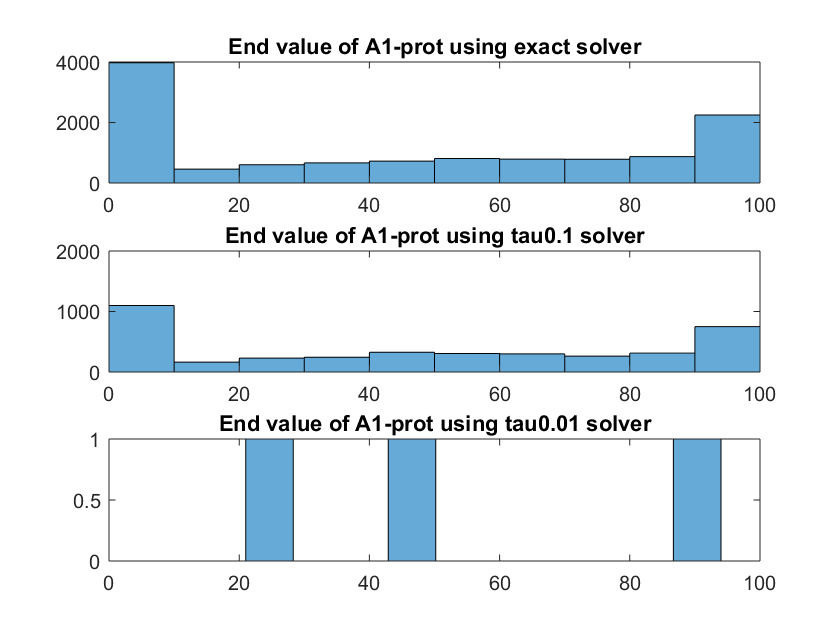 End value of A1-prot using exact solver
4000
2000
0
0 20 40 60 80 100
End value of A1-prot using tau0.1 solver
2000
1000
0
0 20 40 60 80 100
End value of A1-prot using tau0.01 solver
1
0.5
0
0 20 40 60 80 100